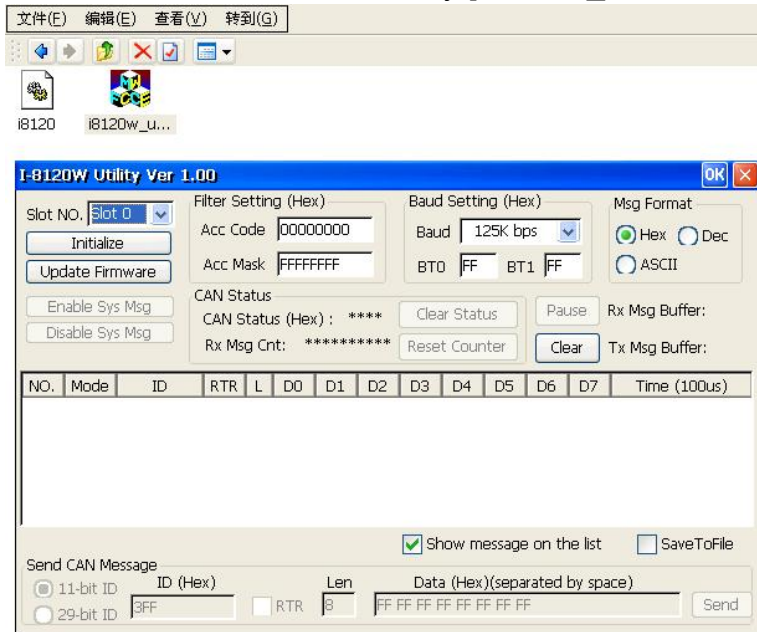 文件(F) 编辑(E) 查看(V) 转到(G)
i8120 i8120w_u...
I-8120W Utility Ver 1.00 OK
Slot NO. Slot 0
Initialize
Update Firmware
Enable Sys Msg
Disable Sys Msg
Filter Setting (Hex)
Acc Code 00000000
Acc Mask FFFFFFFF
Baud Setting (Hex)
Baud 125K bps
BT0 FF BT1 FF
Msg Format
Hex Dec
ASCII
CAN Status
CAN Status (Hex) : ****
Rx Msg Cnt: **********
Clear Status
Reset Counter
Pause
Clear
Rx Msg Buffer:
Tx Msg Buffer:
NO. Mode ID RTR L D0 D1 D2 D3 D4 D5 D6 D7 Time (100us)
Show message on the list SaveToFile
Send CAN Message
11-bit ID
29-bit ID
ID (Hex)
3FF
RTR
Len
8
Data (Hex)(separated by space)
FF FF FF FF FF FF FF FF
Send